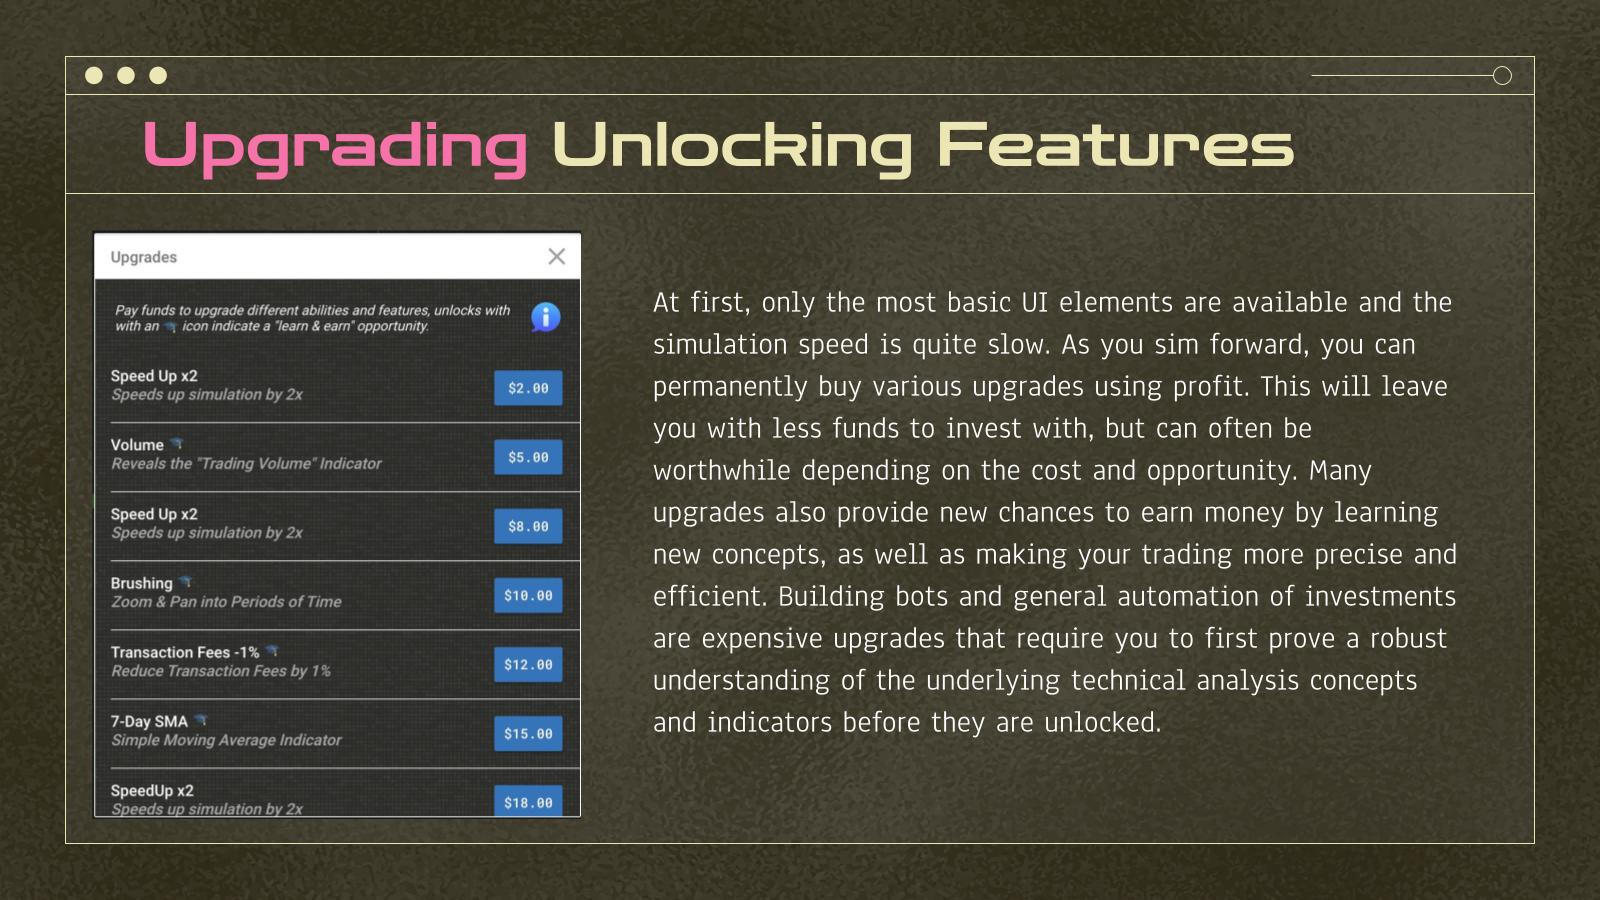 Upgrading Unlocking Features
Upgrades
Pay funds to upgrade different abilities and features, unlocks with
with an icon indicate a "learn & earn" opportunity.
Speed Up x2
Speeds up simulation by 2x
$2.00
Volume
Reveals the "Trading Volume" Indicator
$5.00
Speed Up x2
Speeds up simulation by 2x
$8.00
Brushing
Zoom & Pan into Periods of Time
$10.00
Transaction Fees -1%
Reduce Transaction Fees by 1%
$12.00
7-Day SMA
Simple Moving Average Indicator
$15.00
SpeedUp x2
Speeds up simulation by 2x
$18.00
At first, only the most basic UI elements are available and the
simulation speed is quite slow. As you sim forward, you can
permanently buy various upgrades using profit. This will leave
you with less funds to invest with, but can often be
worthwhile depending on the cost and opportunity. Many
upgrades also provide new chances to earn money by learning
new concepts, as well as making your trading more precise and
efficient. Building bots and general automation of investments
are expensive upgrades that require you to first prove a robust
understanding of the underlying technical analysis concepts
and indicators before they are unlocked.